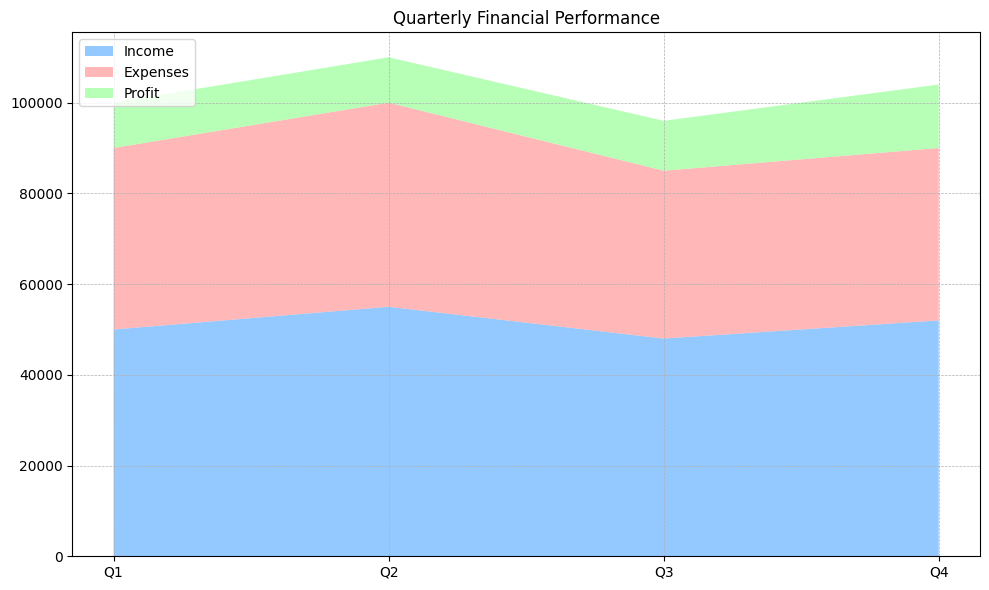 Quarterly Financial Performance
Income
Expenses
Profit
100000
80000
60000
40000
20000
0
Q1 Q2 Q3 Q4